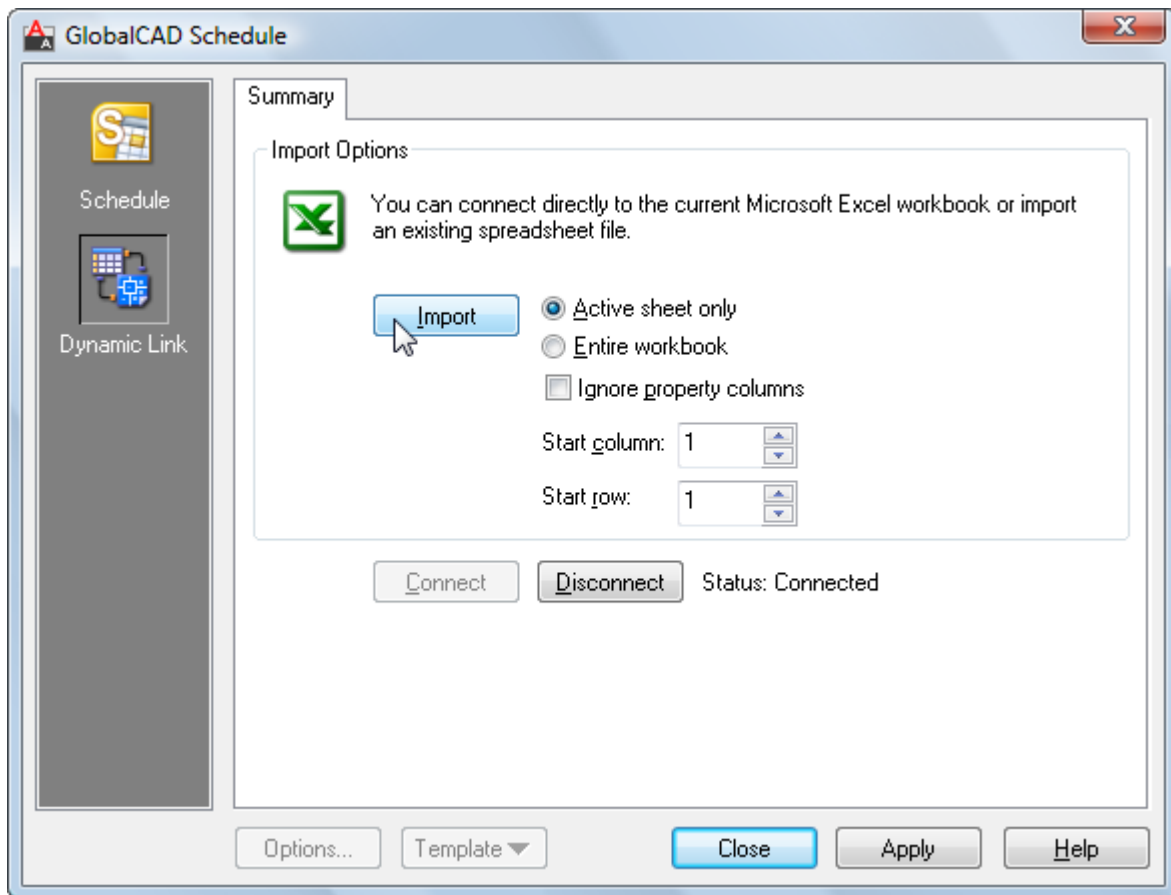 GlobalCAD Schedule
Schedule
Dynamic Link
Summary
Import Options
You can connect directly to the current Microsoft Excel workbook or import
an existing spreadsheet file.
Import
Active sheet only
Entire workbook
Ignore property columns
Start column: 1
Start row: 1
Connect Disconnect Status: Connected
Options... Template Close Apply Help